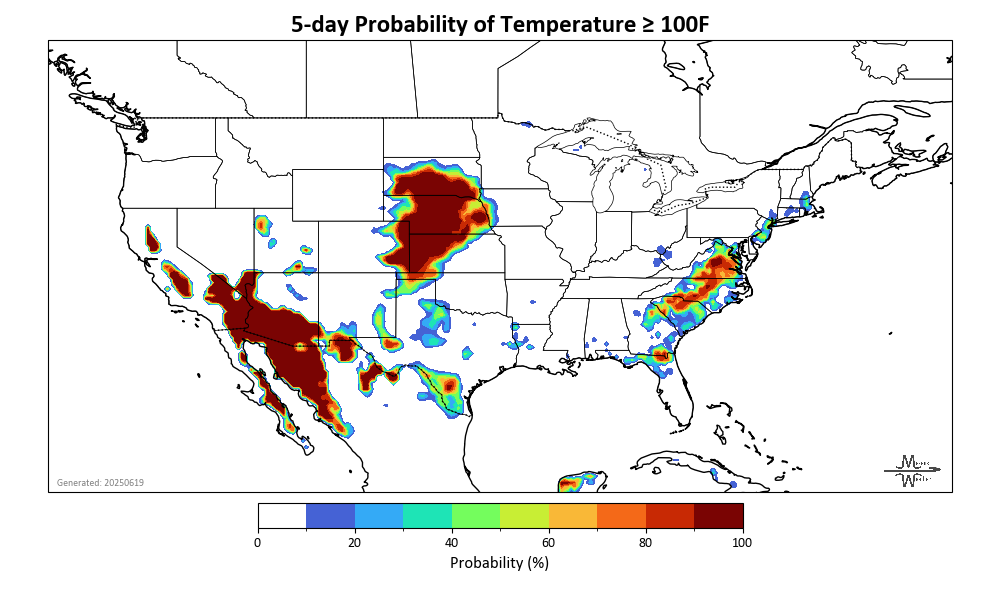 5-day Probability of Temperature ≥ 100F
Generated: 20250619
0 20 40 60 80 100
Probability (%)